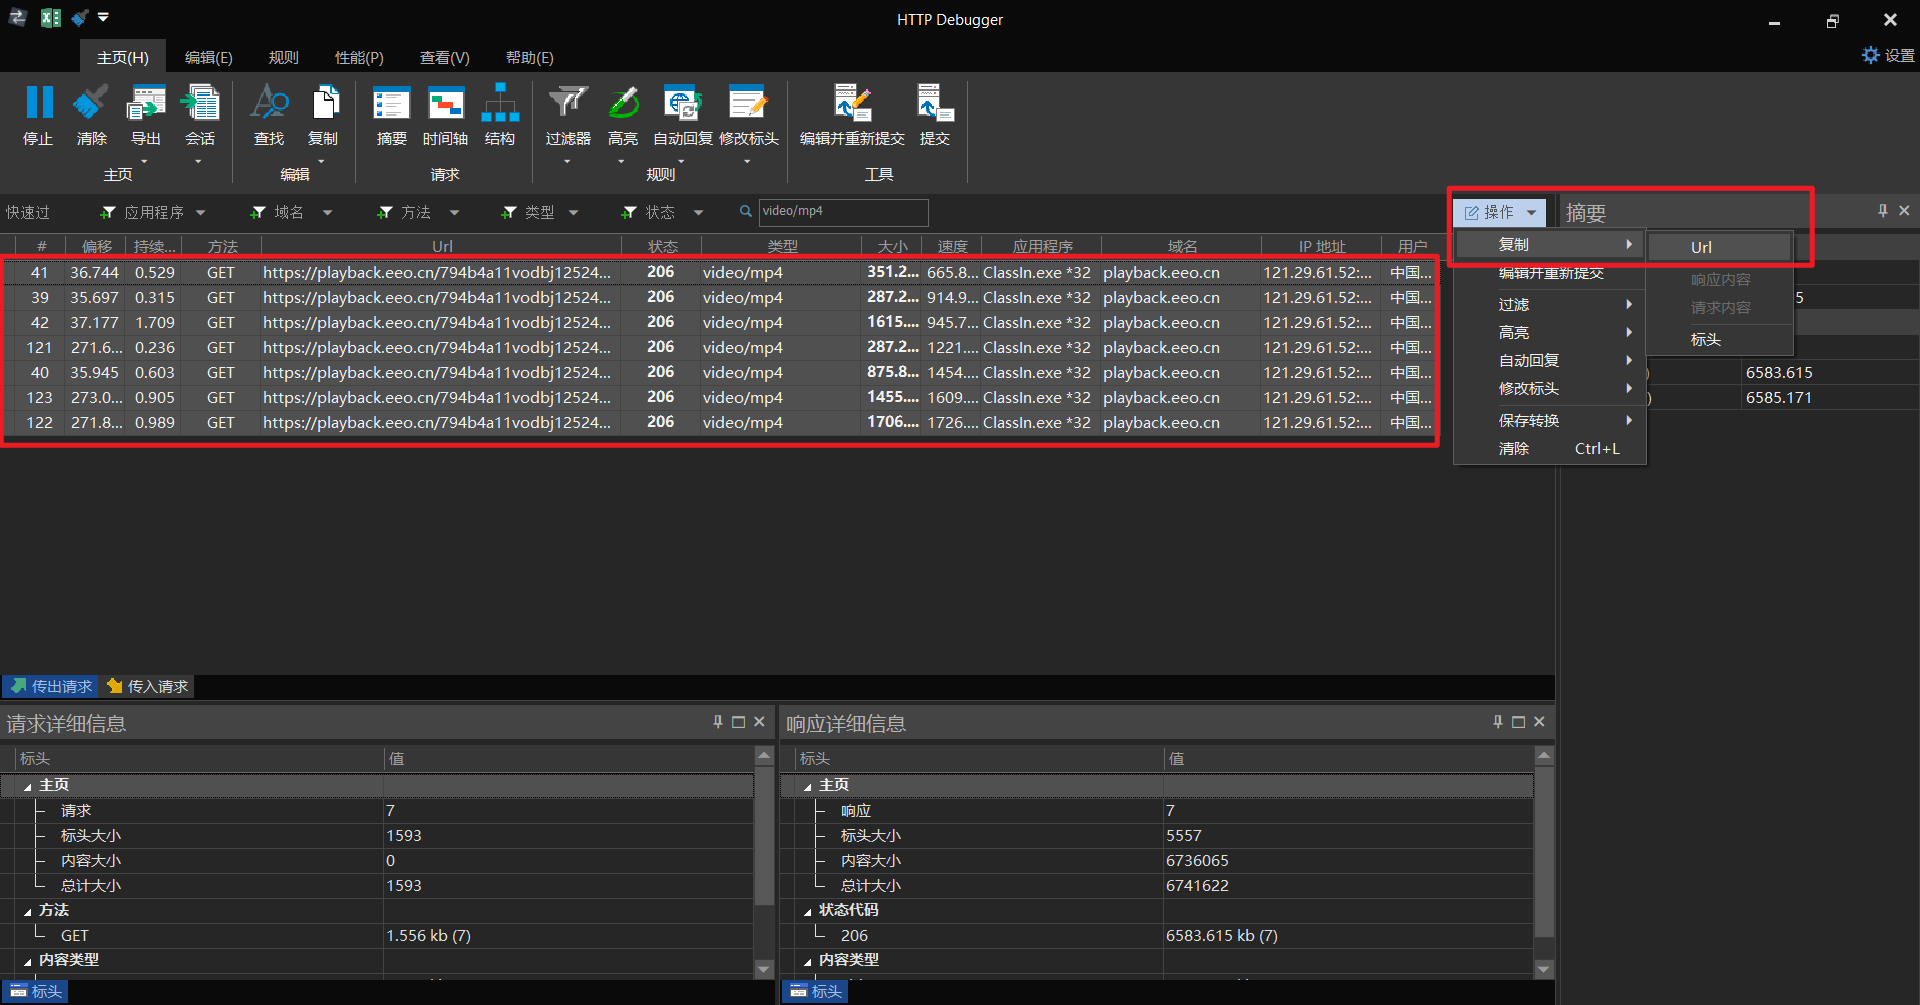 HTTP Debugger
主页(H) 编辑(E) 规则 性能(P) 查看(V) 帮助(E) 设置
停止 清除 导出 会话 查找 复制 摘要 时间轴 结构 过滤器 高亮 自动回复 修改标头 编辑并重新提交 提交
主页 编辑 请求 规则 工具
快速过 应用程序 域名 方法 类型 状态 video/mp4 操作 摘要
# 偏移 持续... 方法 Url 状态 类型 大小 速度 应用程序 域名 IP 地址 用户
41 36.744 0.529 GET https://playback.eeo.cn/794b4a11vodbj12524... 206 video/mp4 351.2... 665.8... ClassIn.exe *32 playback.eeo.cn 121.29.61.52:... 中国...
39 35.697 0.315 GET https://playback.eeo.cn/794b4a11vodbj12524... 206 video/mp4 287.2... 914.9... ClassIn.exe *32 playback.eeo.cn 121.29.61.52:... 中国...
42 37.177 1.709 GET https://playback.eeo.cn/794b4a11vodbj12524... 206 video/mp4 1615.... 945.7... ClassIn.exe *32 playback.eeo.cn 121.29.61.52:... 中国...
121 271.6... 0.236 GET https://playback.eeo.cn/794b4a11vodbj12524... 206 video/mp4 287.2... 1221.... ClassIn.exe *32 playback.eeo.cn 121.29.61.52:... 中国...
40 35.945 0.603 GET https://playback.eeo.cn/794b4a11vodbj12524... 206 video/mp4 875.8... 1454.... ClassIn.exe *32 playback.eeo.cn 121.29.61.52:... 中国...
123 273.0... 0.905 GET https://playback.eeo.cn/794b4a11vodbj12524... 206 video/mp4 1455.... 1609.... ClassIn.exe *32 playback.eeo.cn 121.29.61.52:... 中国...
122 271.8... 0.989 GET https://playback.eeo.cn/794b4a11vodbj12524... 206 video/mp4 1706.... 1726.... ClassIn.exe *32 playback.eeo.cn 121.29.61.52:... 中国...
复制
编辑并重新提交
过滤
高亮
自动回复
修改标头
保存转换
清除 Ctrl+L
Url
响应内容
请求内容
标头
5
) 6583.615
) 6585.171
传出请求 传入请求
请求详细信息
标头 值
主页
请求 7
标头大小 1593
内容大小 0
总计大小 1593
方法
GET 1.556 kb (7)
内容类型
标头
响应详细信息
标头 值
主页
响应 7
标头大小 5557
内容大小 6736065
总计大小 6741622
状态代码
206 6583.615 kb (7)
内容类型
标头